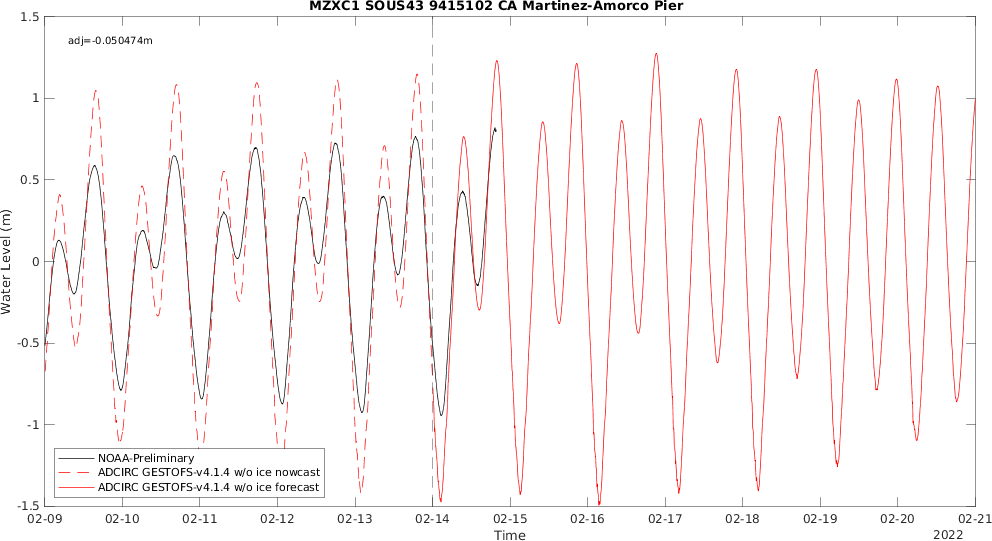 MZXC1 SOUS43 9415102 CA Martinez-Amorco Pier
adj=-0.050474m
1.5
1
0.5
0
-0.5
-1
-1.5
Water Level (m)
NOAA-Preliminary
ADCIRC GESTOFS-v4.1.4 w/o ice nowcast
ADCIRC GESTOFS-v4.1.4 w/o ice forecast
02-09 02-10 02-11 02-12 02-13 02-14 02-15 02-16 02-17 02-18 02-19 02-20 02-21
Time
2022